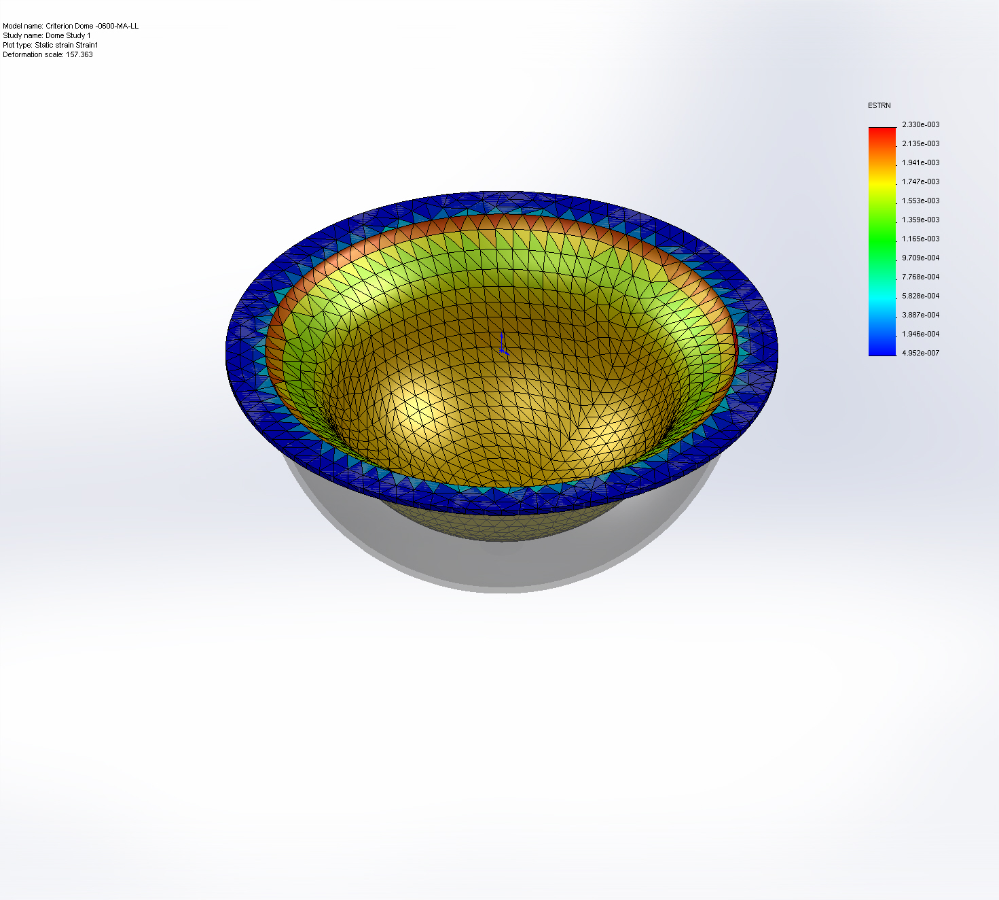 Model name: Criterion Dome -0600-MA-LL
Study name: Dome Study 1
Plot type: Static strain Strain1
Deformation scale: 157.363
ESTRN
2.330e-003
2.135e-003
1.941e-003
1.747e-003
1.553e-003
1.359e-003
1.165e-003
9.709e-004
7.768e-004
5.828e-004
3.887e-004
1.946e-004
4.952e-007